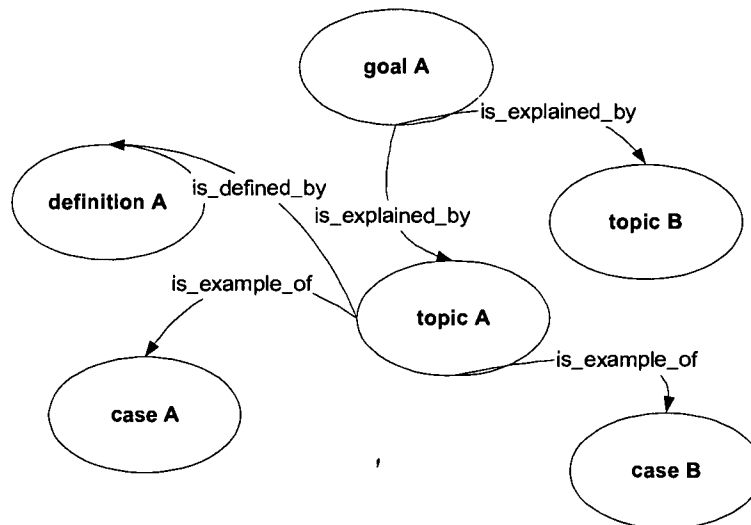 goal A
is_explained_by
is_defined_by
definition A
is_explained_by
topic B
is_example_of
topic A
is_example_of
case A
case B